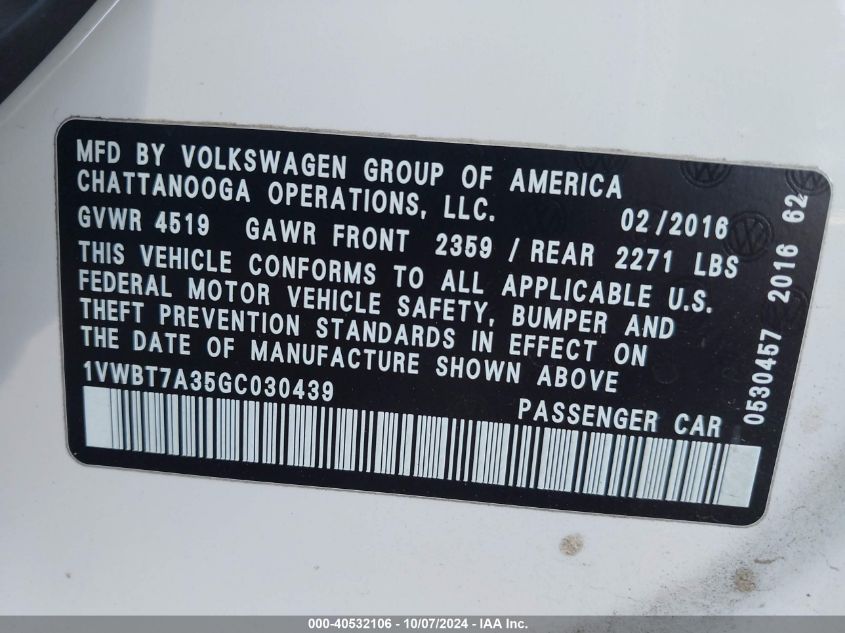 MFD BY VOLKSWAGEN GROUP OF AMERICA
CHATTANOOGA OPERATIONS, LLC.
02/2016
GVWR 4519 GAWR FRONT 2359 / REAR 2271 LBS
THIS VEHICLE CONFORMS TO ALL APPLICABLE U.S.
FEDERAL MOTOR VEHICLE SAFETY, BUMPER AND
THEFT PREVENTION STANDARDS IN EFFECT ON
THE DATE OF MANUFACTURE SHOWN ABOVE
1VWBT7A35GC030439
PASSENGER CAR
0530457 2016 62
000-40532106 - 10/07/2024 - IAA Inc.